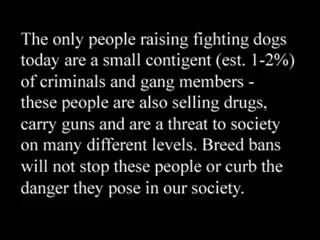 The only people raising fighting dogs
today are a small contigent (est. 1-2%)
of criminals and gang members -
these people are also selling drugs,
carry guns and are a threat to society
on many different levels. Breed bans
will not stop these people or curb the
danger they pose in our society.